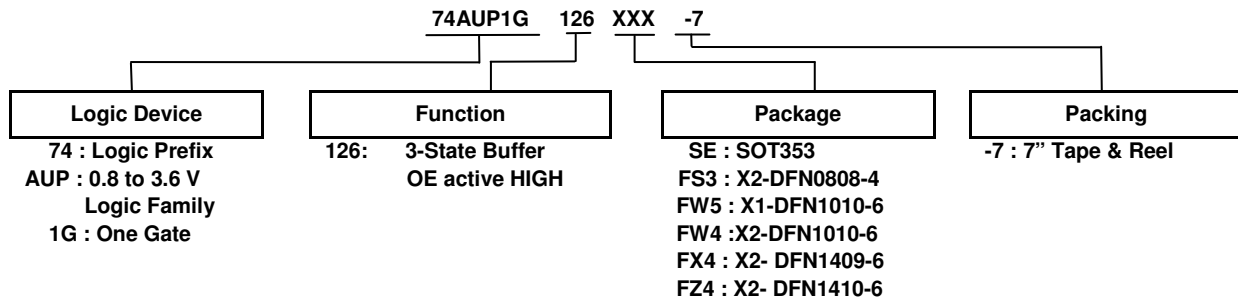 74AUP1G 126 XXX -7
Logic Device
74 : Logic Prefix
AUP : 0.8 to 3.6 V
Logic Family
1G : One Gate
Function
126: 3-State Buffer
OE active HIGH
Package
SE : SOT353
FS3 : X2-DFN0808-4
FW5 : X1-DFN1010-6
FW4 :X2-DFN1010-6
FX4 : X2- DFN1409-6
FZ4 : X2- DFN1410-6
Packing
-7 : 7” Tape & Reel